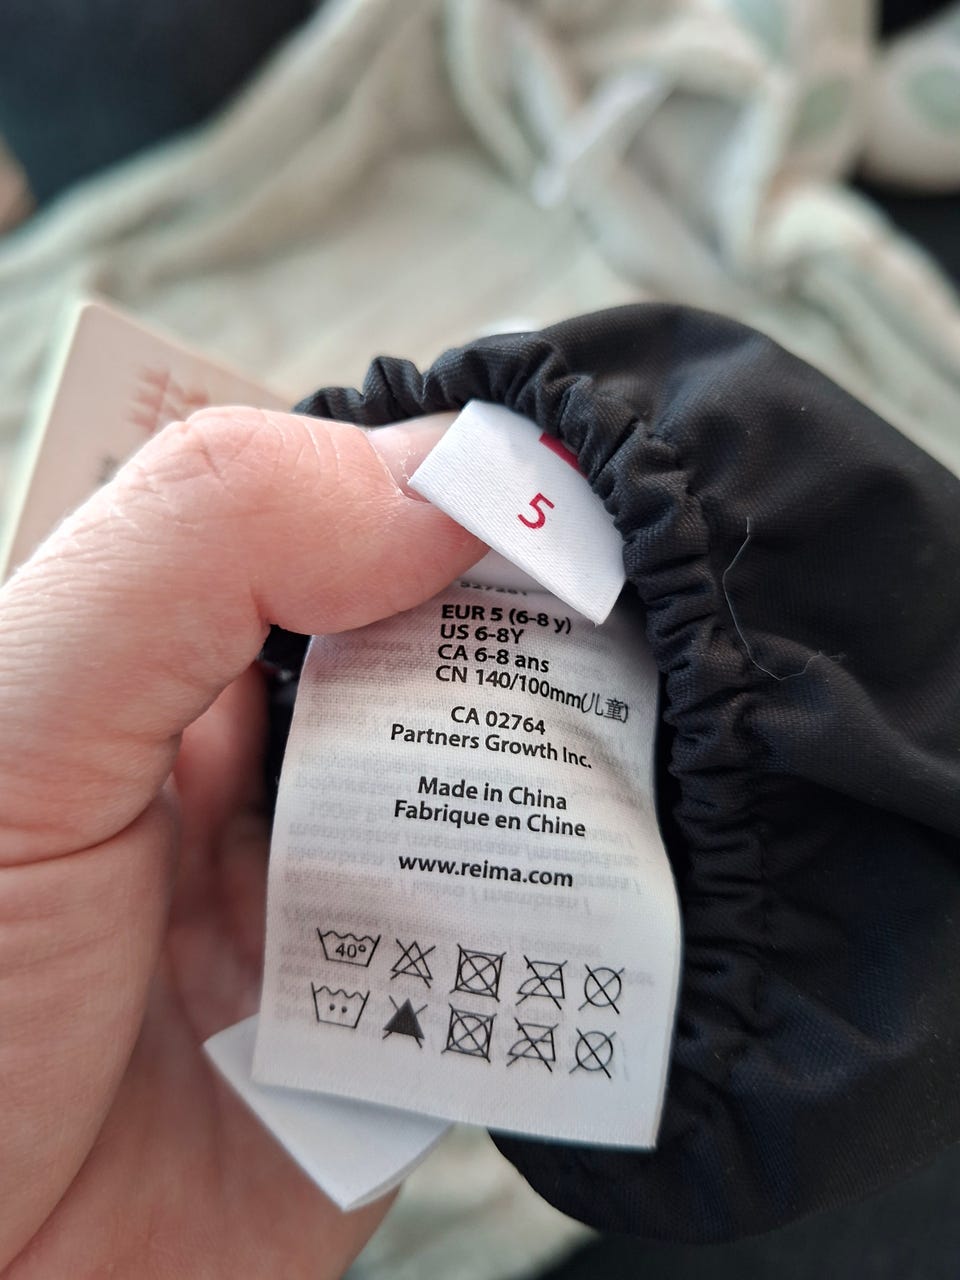 5
EUR 5 (6-8 y)
US 6-8Y
CA 6-8 ans
CN 140/100mm(儿童)
CA 02764
Partners Growth Inc.
Made in China
Fabrique en Chine
www.reima.com
40°